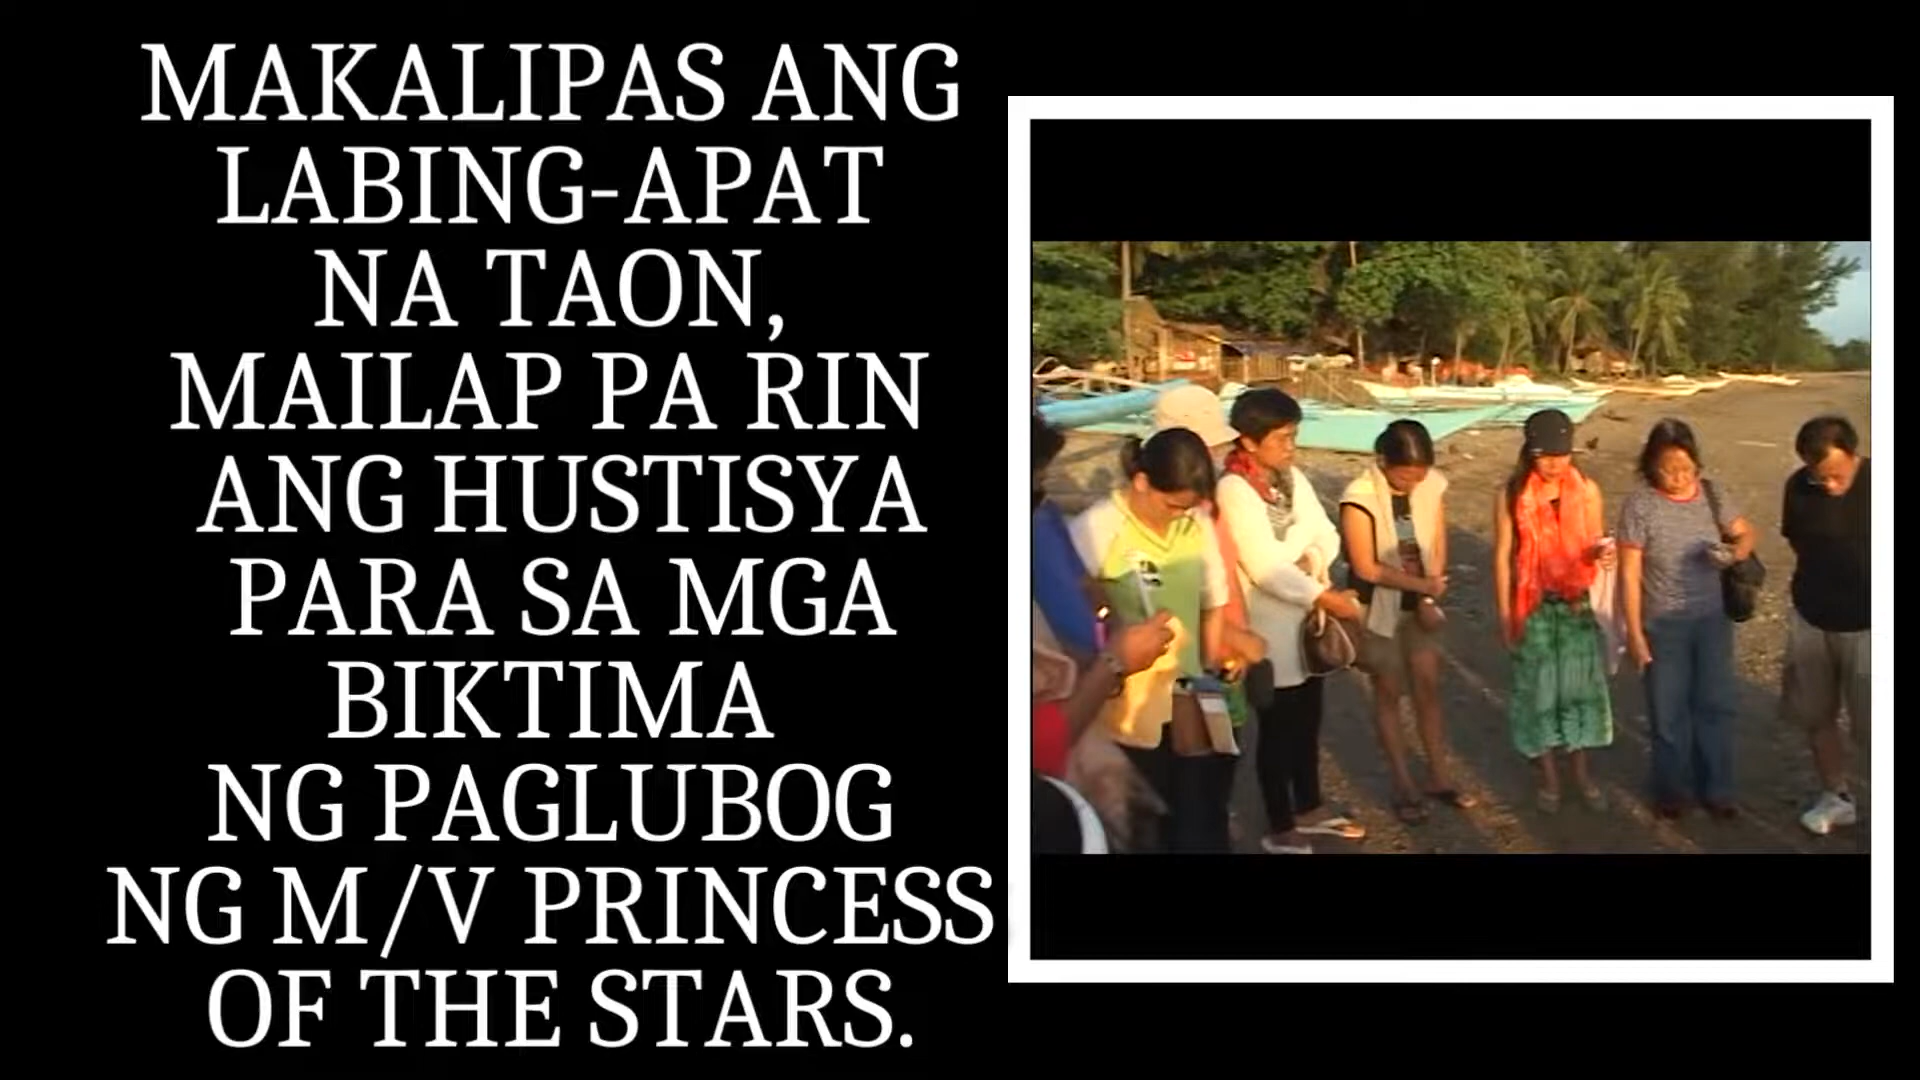 MAKALIPAS ANG
LABING-APAT
NA TAON,
MAILAP PA RIN
ANG HUSTISYA
PARA SA MGA
BIKTIMA
NG PAGLUBOG
NG M/V PRINCESS
OF THE STARS.